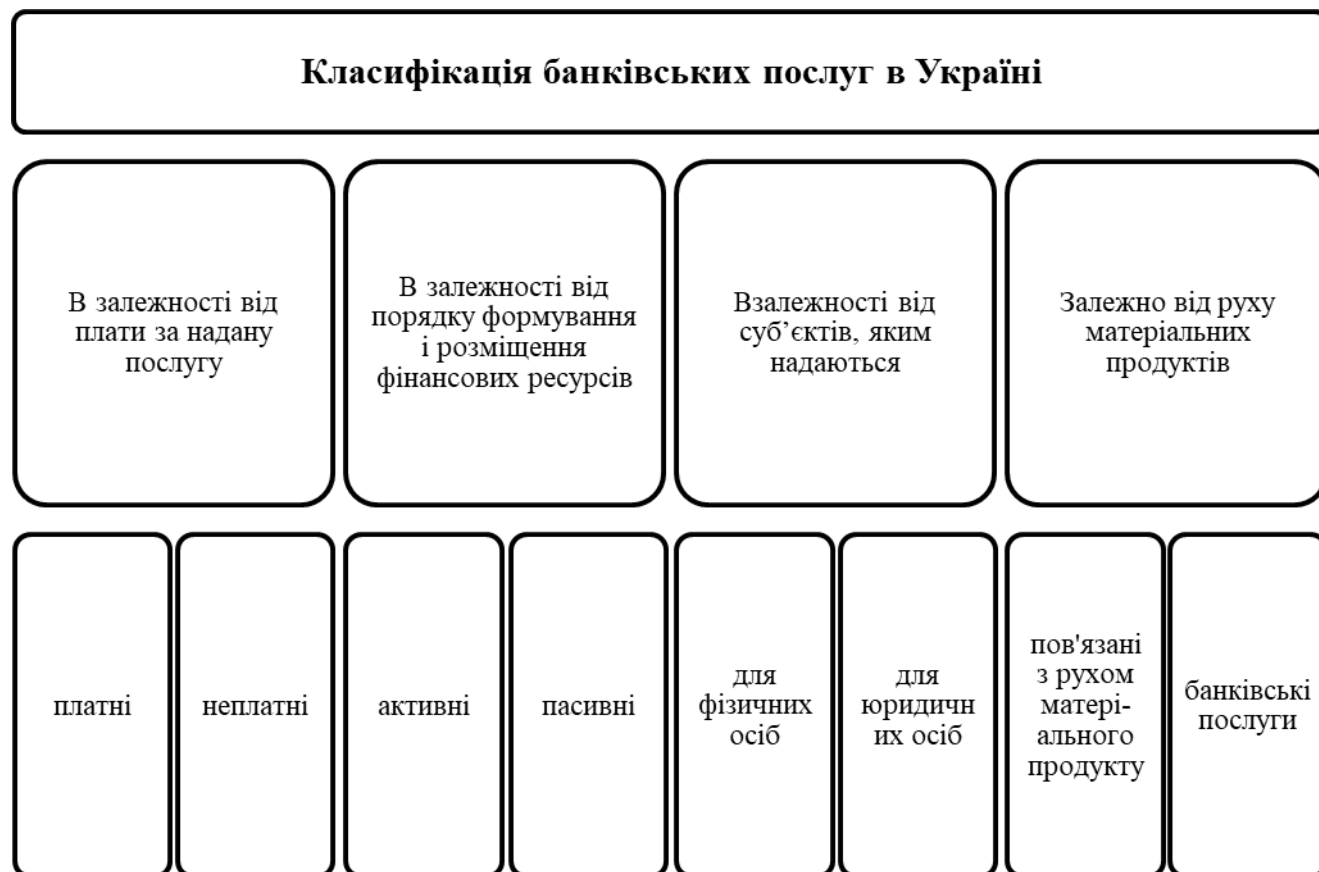 Класифікація банківських послуг в Україні
В залежності від
плати за надану
послугу
В залежності від
порядку формування
і розміщення
фінансових ресурсів
Взалежності від
суб’єктів, яким
надаються
Залежно від руху
матеріальних
продуктів
платні
неплатні
активні
пасивні
для
фізичних
осіб
для
юридичн
их осіб
пов'язані
з рухом
матері-
ального
продукту
банківські
послуги